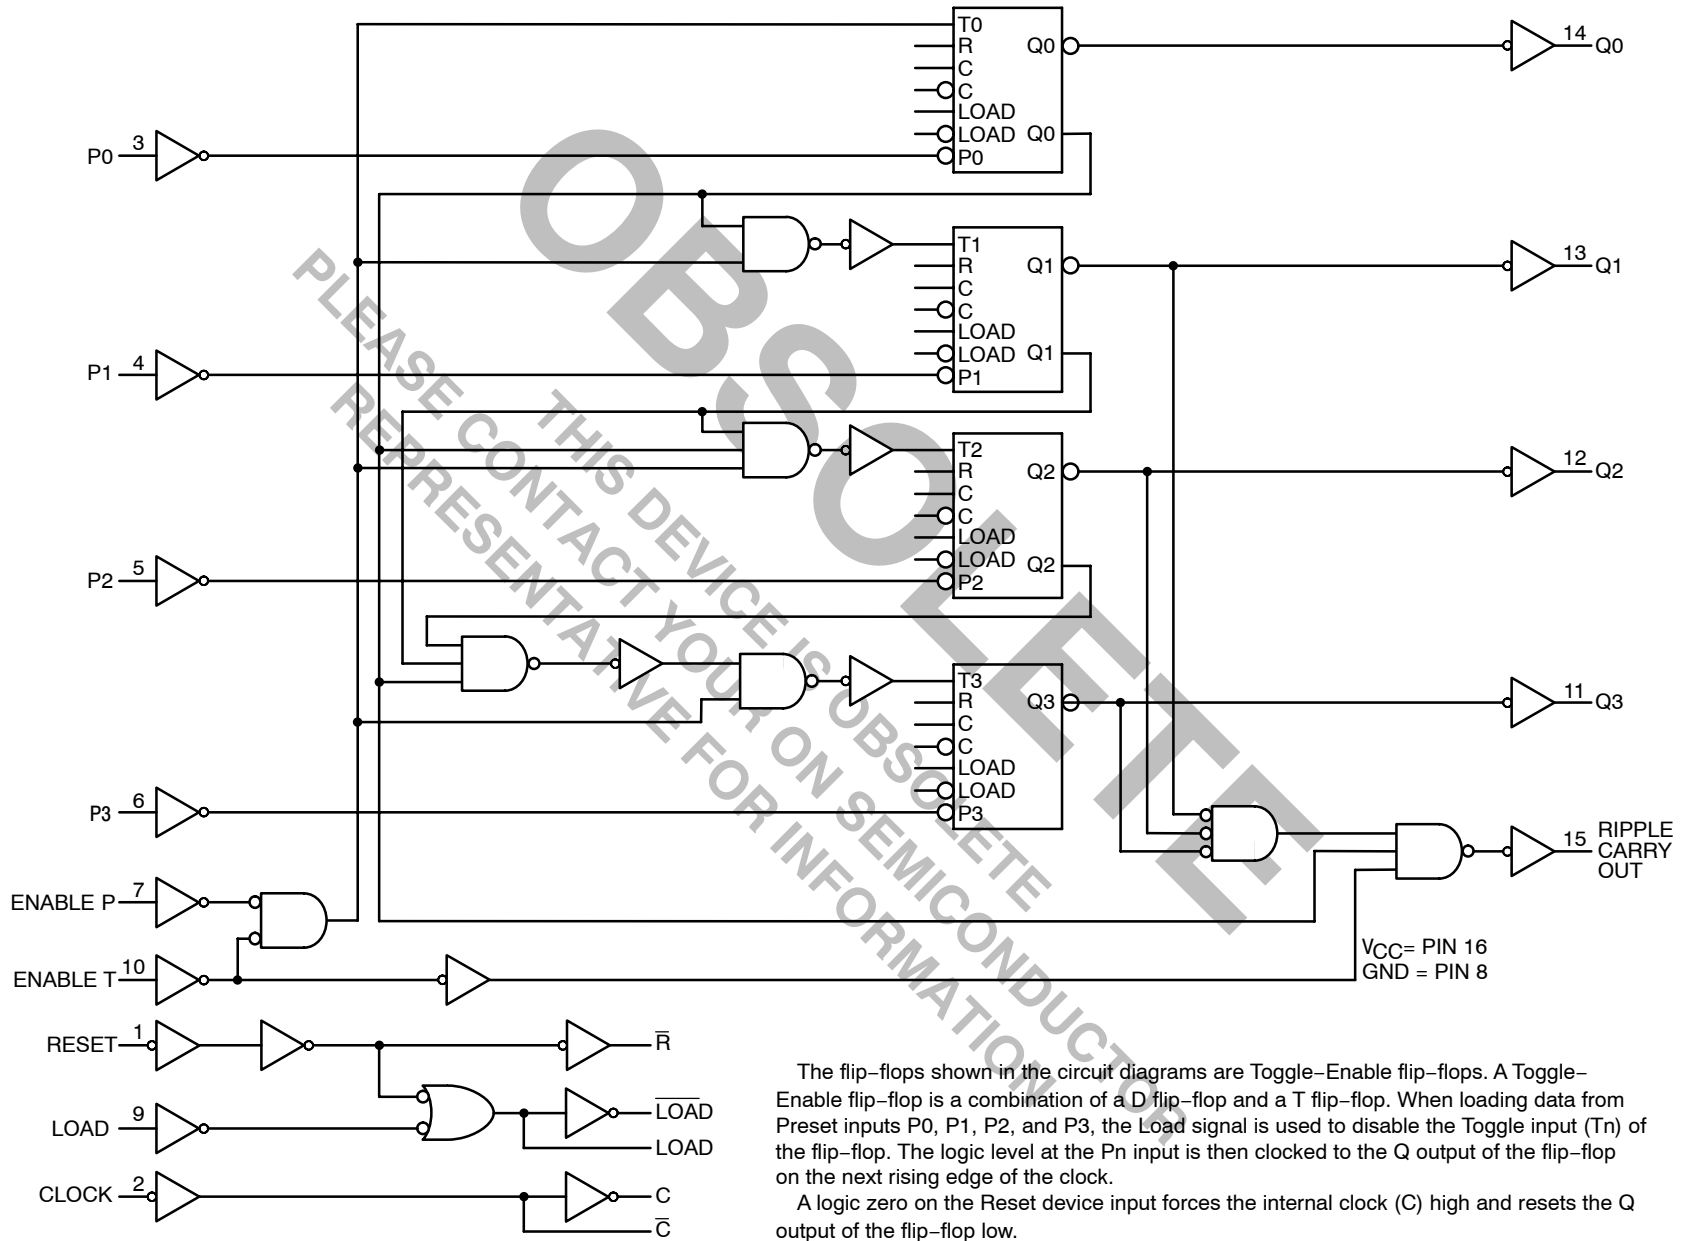 T0
R
C
C
LOAD
LOAD
P0
Q0
Q0
14 Q0
P0 3
T1
R
C
C
LOAD
LOAD
P1
Q1
Q1
13 Q1
P1 4
T2
R
C
C
LOAD
LOAD
P2
Q2
Q2
12 Q2
P2 5
T3
R
C
C
LOAD
LOAD
P3
Q3
11 Q3
P3 6
15 RIPPLE
CARRY
OUT
ENABLE P 7
ENABLE T 10
VCC= PIN 16
GND = PIN 8
RESET 1
R̅
LOAD 9
L̅O̅A̅D̅
LOAD
CLOCK 2
C
C̅
The flip−flops shown in the circuit diagrams are Toggle−Enable flip−flops. A Toggle−
Enable flip−flop is a combination of a D flip−flop and a T flip−flop. When loading data from
Preset inputs P0, P1, P2, and P3, the Load signal is used to disable the Toggle input (Tn) of
the flip−flop. The logic level at the Pn input is then clocked to the Q output of the flip−flop
on the next rising edge of the clock.
A logic zero on the Reset device input forces the internal clock (C) high and resets the Q
output of the flip−flop low.
OBSOLETE
THIS DEVICE IS OBSOLETE
PLEASE CONTACT YOUR ON SEMICONDUCTOR
REPRESENTATIVE FOR INFORMATION